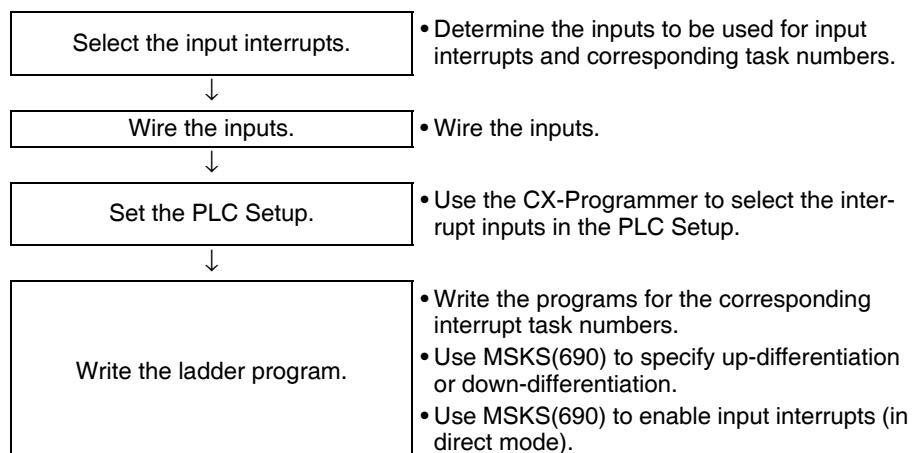 Select the input interrupts.
• Determine the inputs to be used for input
interrupts and corresponding task numbers.
↓
Wire the inputs.
• Wire the inputs.
↓
Set the PLC Setup.
• Use the CX-Programmer to select the inter-
rupt inputs in the PLC Setup.
↓
Write the ladder program.
• Write the programs for the corresponding
interrupt task numbers.
• Use MSKS(690) to specify up-differentiation
or down-differentiation.
• Use MSKS(690) to enable input interrupts (in
direct mode).